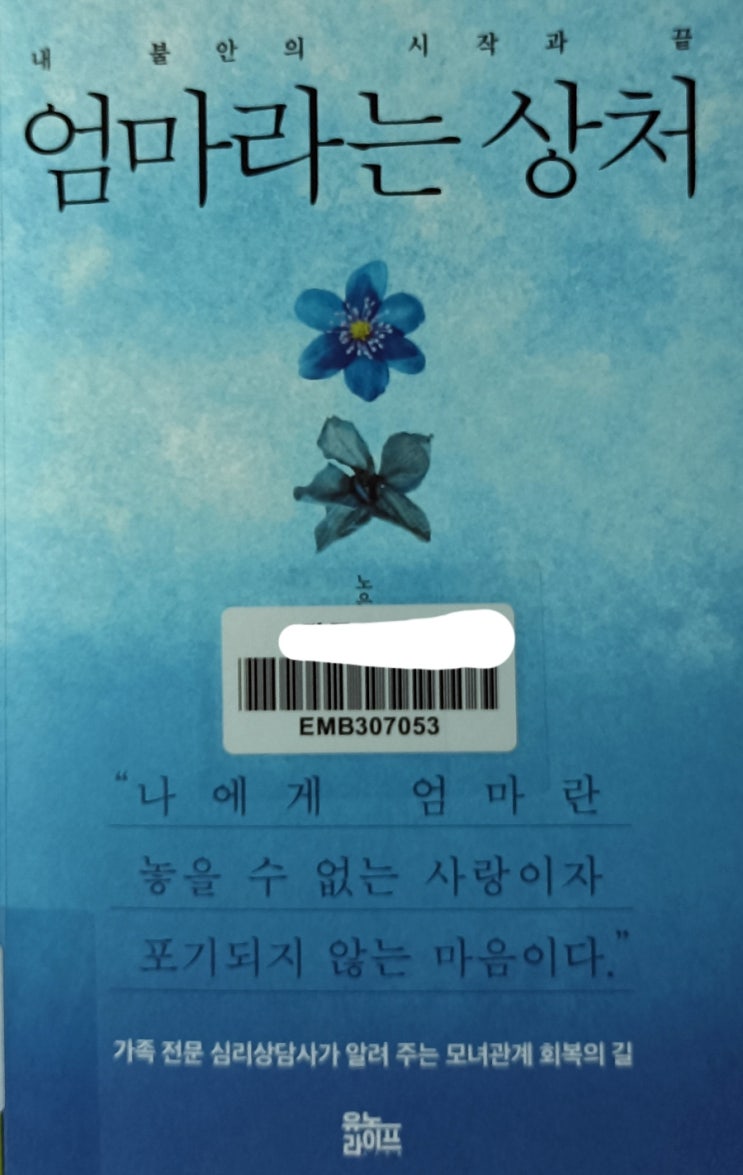 내 불안의 시작과 끝
엄마라는 상처
노은
EMB307053
“나에게 엄마란
놓을 수 없는 사랑이자
포기되지 않는 마음이다.”
가족 전문 심리상담사가 알려 주는 모녀관계 회복의 길
유노
라이프